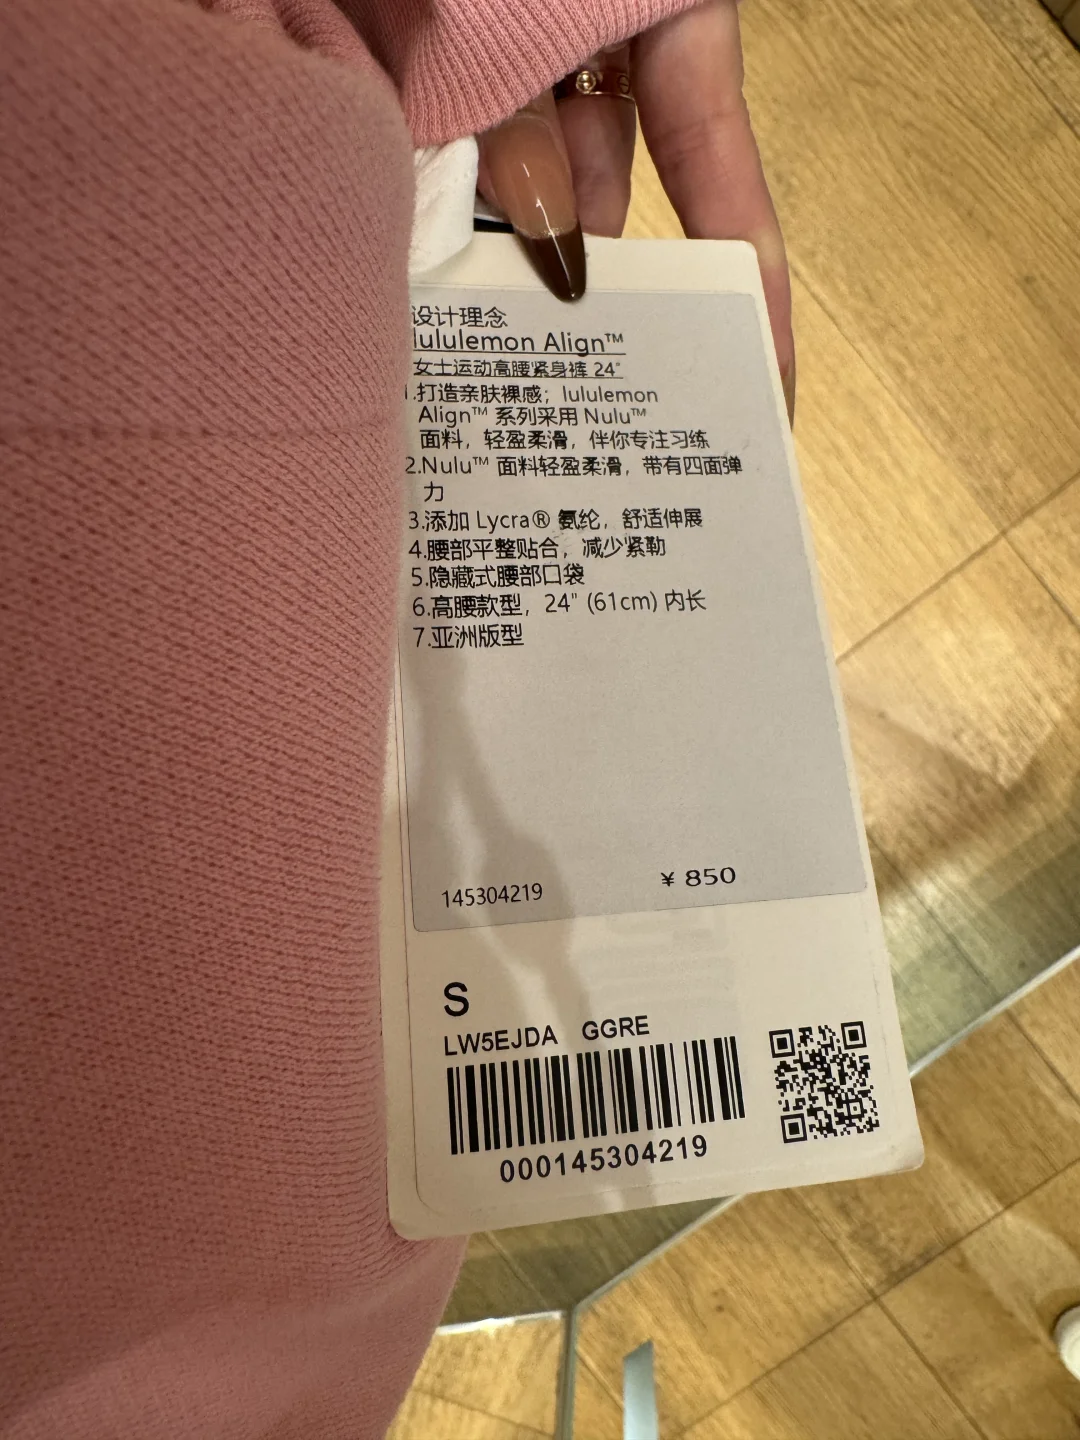 设计理念
lululemon Align™
女士运动高腰紧身裤 24"
1.打造亲肤裸感；lululemon
Align™ 系列采用 Nulu™
面料，轻盈柔滑，伴你专注习练
2.Nulu™ 面料轻盈柔滑，带有四面弹
力
3.添加 Lycra® 氨纶，舒适伸展
4.腰部平整贴合，减少紧勒
5.隐藏式腰部口袋
6.高腰款型，24" (61cm) 内长
7.亚洲版型
145304219 ¥ 850
S
LW5EJDA GGRE
000145304219